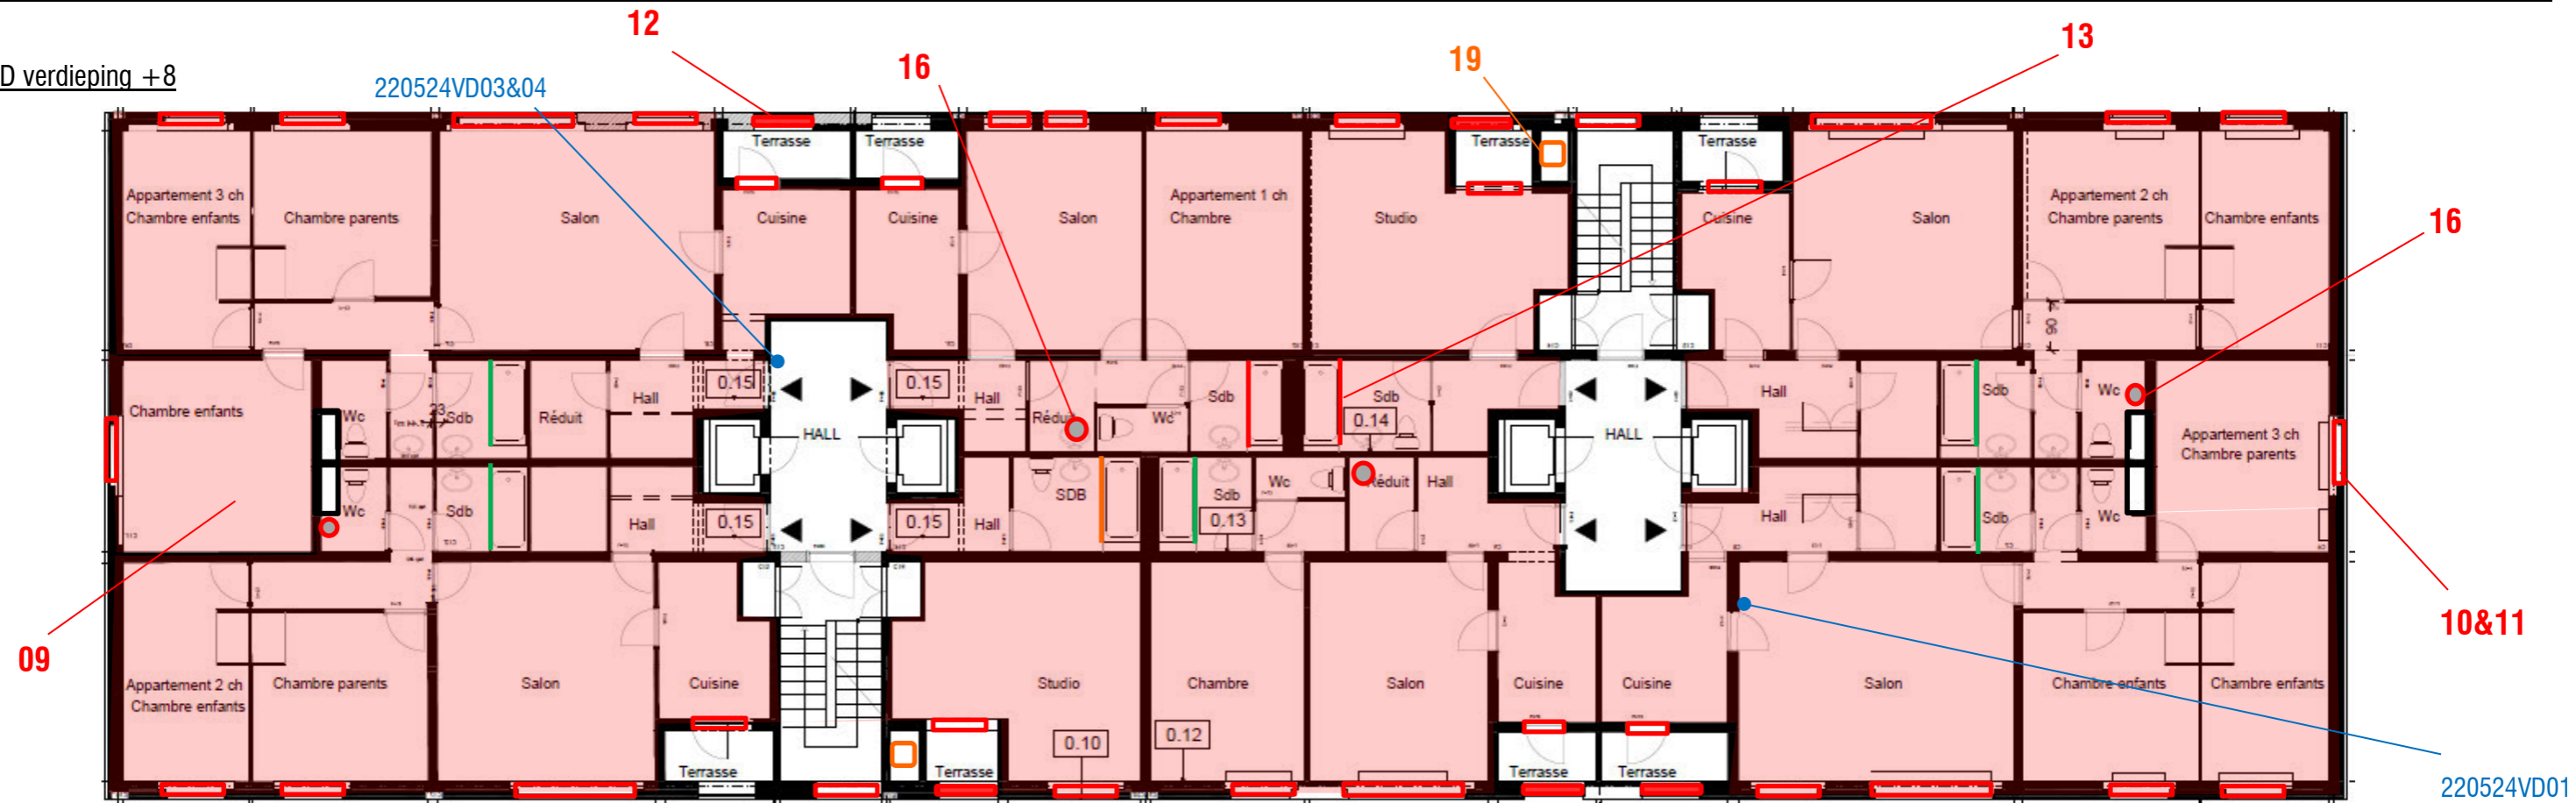 12
13
16
19
D verdieping +8
220524VD03&04
Terrasse
Terrasse
Terrasse
Terrasse
Appartement 3 ch
Chambre enfants
Chambre parents
Salon
Cuisine
Cuisine
Salon
Appartement 1 ch
Chambre
Studio
Cuisine
Salon
Appartement 2 ch
Chambre parents
Chambre enfants
16
90
Chambre enfants
Wc
23
Sdb
Réduit
Hall
0.15
HALL
0.15
Hall
Réduit
Wc
Sdb
Sdb
0.14
HALL
Hall
Sdb
Wc
Appartement 3 ch
Chambre parents
Wc
Sdb
Hall
0.15
0.15
Hall
SDB
Sdb
0.13
Wc
Réduit
Hall
Hall
Sdb
Wc
10&11
09
Appartement 2 ch
Chambre enfants
Chambre parents
Salon
Cuisine
Studio
Chambre
Salon
Cuisine
Cuisine
Salon
Chambre enfants
Chambre enfants
0.10
0.12
Terrasse
Terrasse
Terrasse
Terrasse
220524VD01